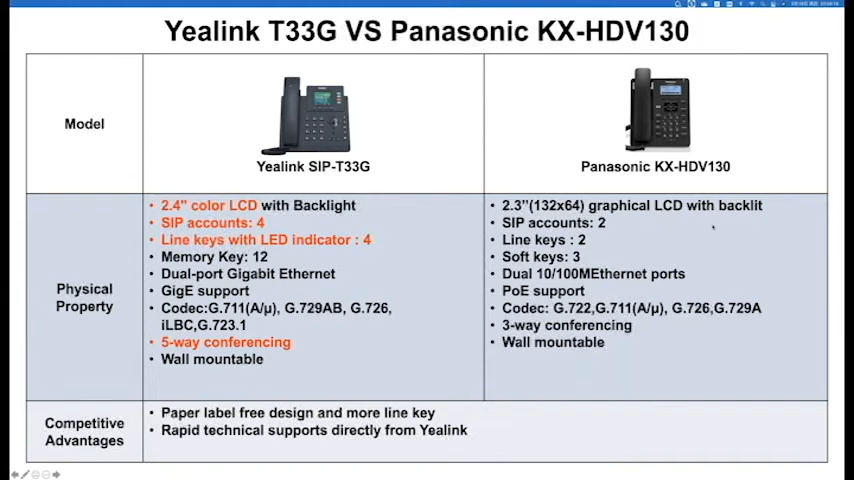 Yealink T33G VS Panasonic KX-HDV130
Model
Yealink SIP-T33G
Panasonic KX-HDV130
Physical
Property
• 2.4" color LCD with Backlight
• SIP accounts: 4
• Line keys with LED indicator : 4
• Memory Key: 12
• Dual-port Gigabit Ethernet
• GigE support
• Codec:G.711(A/μ), G.729AB, G.726,
iLBC,G.723.1
• 5-way conferencing
• Wall mountable
• 2.3”(132x64) graphical LCD with backlit
• SIP accounts: 2
• Line keys : 2
• Soft keys: 3
• Dual 10/100MEthernet ports
• PoE support
• Codec: G.722,G.711(A/μ), G.726,G.729A
• 3-way conferencing
• Wall mountable
Competitive
Advantages
• Paper label free design and more line key
• Rapid technical supports directly from Yealink